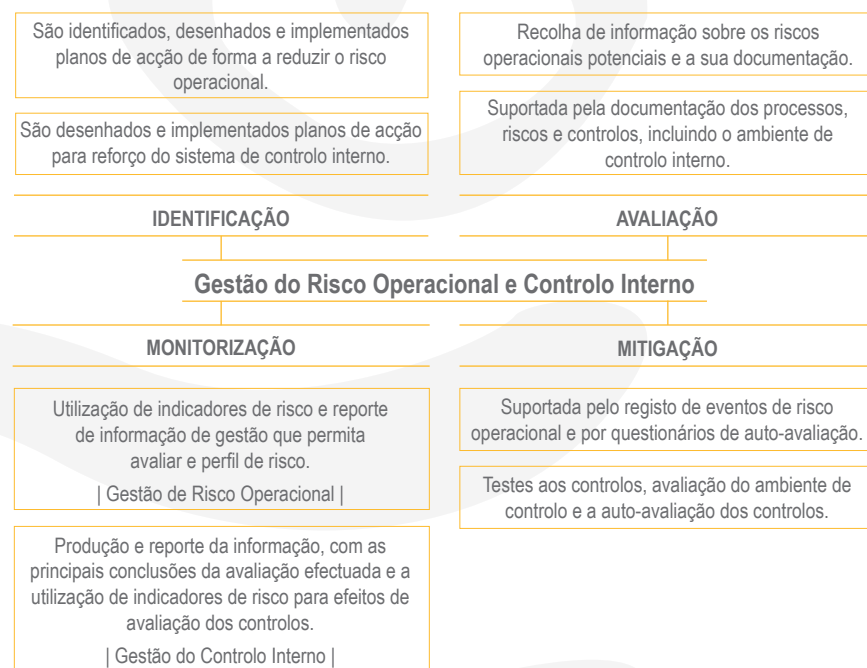 São identificados, desenhados e implementados
planos de acção de forma a reduzir o risco
operacional.
São desenhados e implementados planos de acção
para reforço do sistema de controlo interno.
IDENTIFICAÇÃO
Recolha de informação sobre os riscos
operacionais potenciais e a sua documentação.
Suportada pela documentação dos processos,
riscos e controlos, incluindo o ambiente de
controlo interno.
AVALIAÇÃO
Gestão do Risco Operacional e Controlo Interno
MONITORIZAÇÃO
Utilização de indicadores de risco e reporte
de informação de gestão que permita
avaliar e perfil de risco.
| Gestão de Risco Operacional |
Produção e reporte da informação, com as
principais conclusões da avaliação efectuada e a
utilização de indicadores de risco para efeitos de
avaliação dos controlos.
| Gestão do Controlo Interno |
MITIGAÇÃO
Suportada pelo registo de eventos de risco
operacional e por questionários de auto-avaliação.
Testes aos controlos, avaliação do ambiente de
controlo e a auto-avaliação dos controlos.